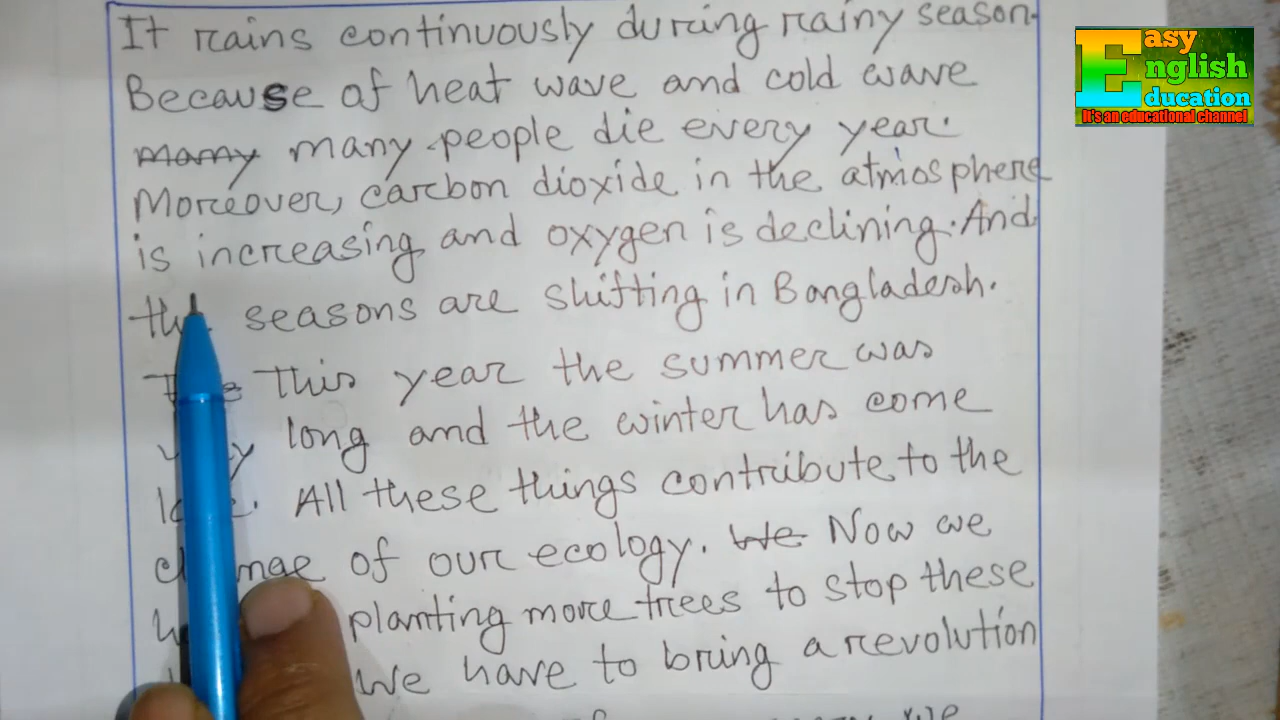 It rains continuously during rainy season.
Because of heat wave and cold wave
many many people die every year.
Moreover, carbon dioxide in the atmosphere
is increasing and oxygen is declining. And
seasons are shifting in Bangladesh.
This year the summer was
long and the winter has come
All these things contribute to the
of our ecology. We Now we
planting more trees to stop these
We have to bring a revolution
we
Easy
English
Education
It's an educational channel